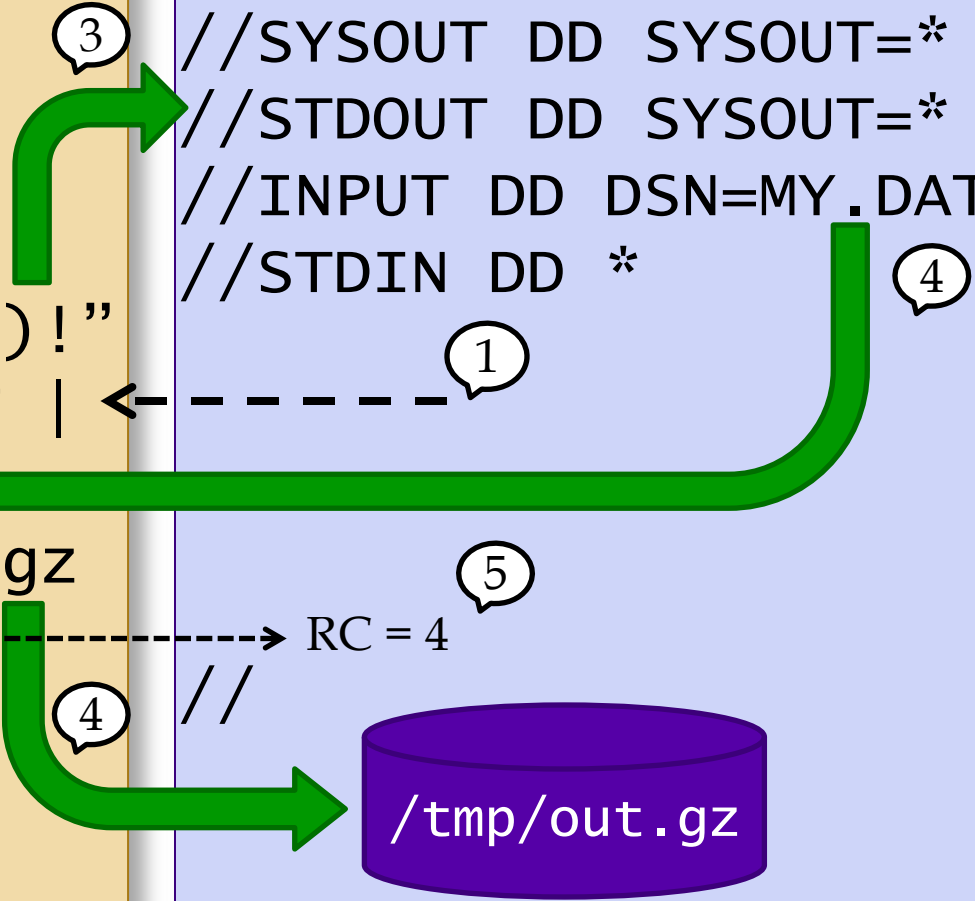 3
//SYSOUT DD SYSOUT=*
//STDOUT DD SYSOUT=*
//INPUT DD DSN=MY.DAT
//STDIN DD *
4
)!”
1
|
gz
5
RC = 4
//
4
/tmp/out.gz